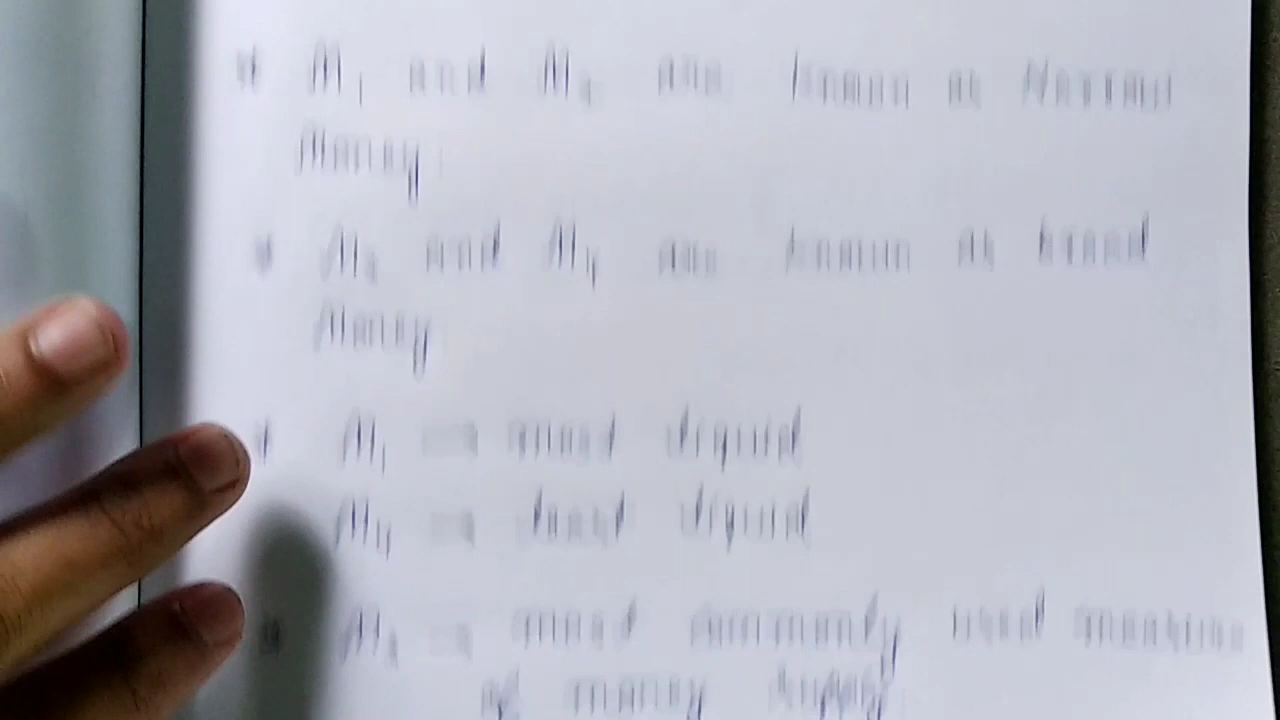 M1 and M2 are known as Narrow
Money
M3 and M4 are known as broad
Money
M1 → most liquid
M4 → least liquid
M3 → most commonly used measure
of money supply